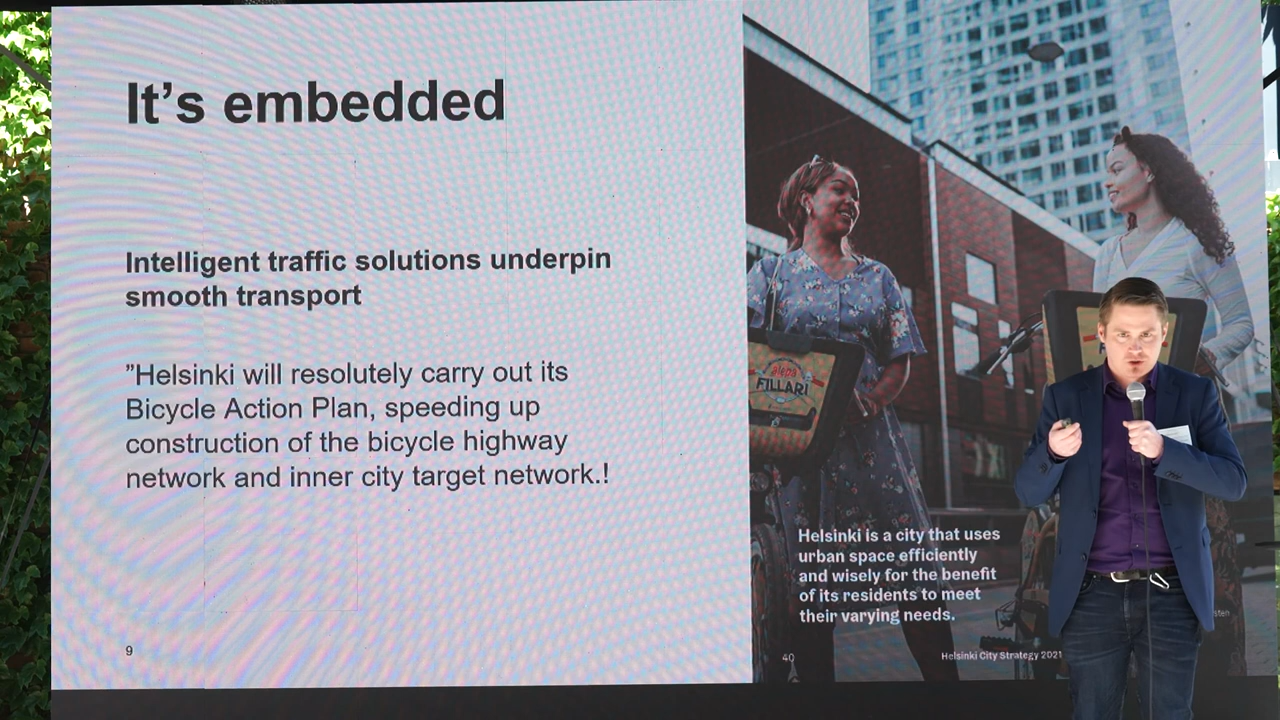 It's embedded
Intelligent traffic solutions underpin
smooth transport
”Helsinki will resolutely carry out its
Bicycle Action Plan, speeding up
construction of the bicycle highway
network and inner city target network.!
9
alepa
FILLARI
Helsinki is a city that uses
urban space efficiently
and wisely for the benefit
of its residents to meet
their varying needs.
40
Helsinki City Strategy 2021